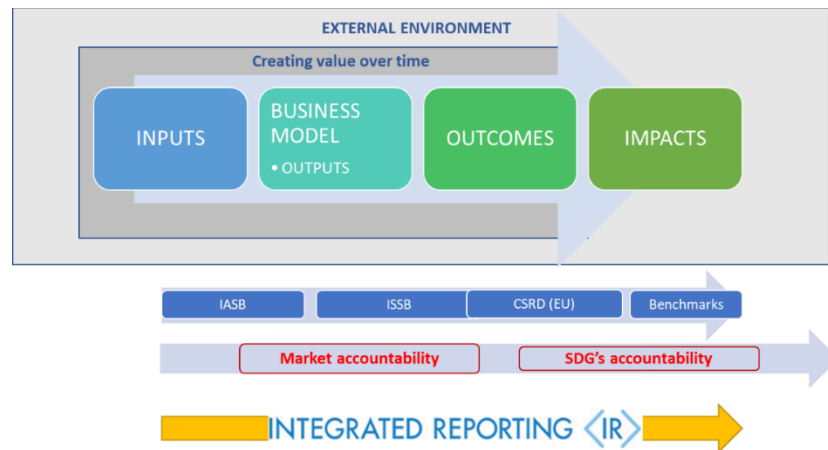 EXTERNAL ENVIRONMENT
Creating value over time
INPUTS
BUSINESS
MODEL
• OUTPUTS
OUTCOMES
IMPACTS
IASB
ISSB
CSRD (EU)
Benchmarks
Market accountability
SDG's accountability
INTEGRATED REPORTING <IR>